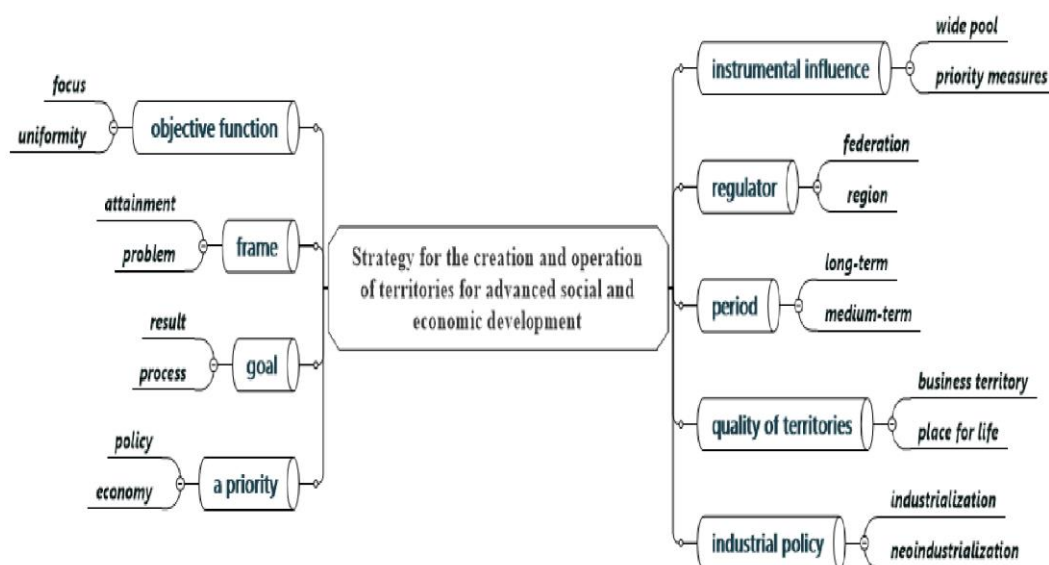 focus
uniformity
objective function
attainment
problem
frame
result
process
goal
policy
economy
a priority
Strategy for the creation and operation
of territories for advanced social and
economic development
instrumental influence
wide pool
priority measures
regulator
federation
region
period
long-term
medium-term
quality of territories
business territory
place for life
industrial policy
industrialization
neoindustrialization